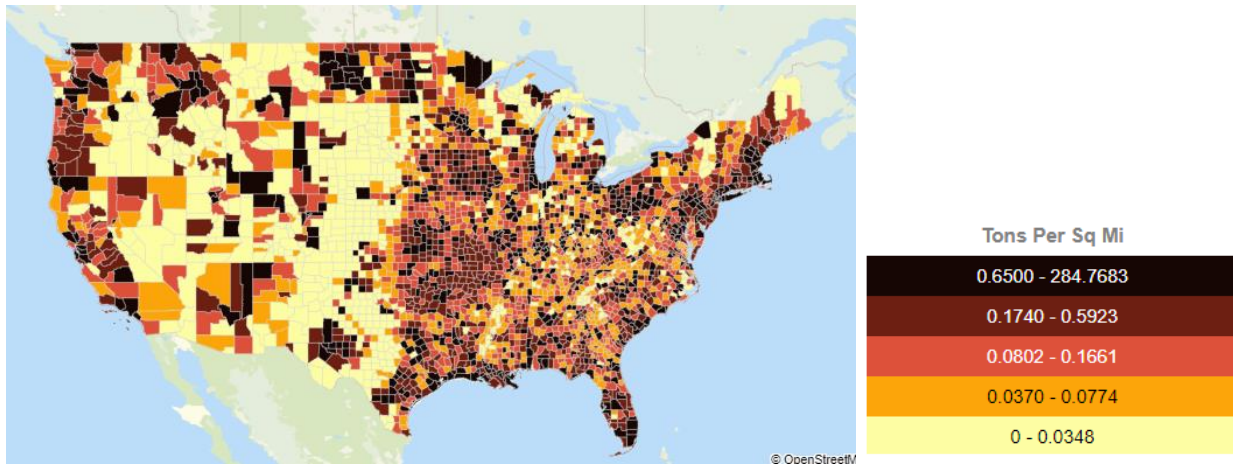 Tons Per Sq Mi
0.6500 - 284.7683
0.1740 - 0.5923
0.0802 - 0.1661
0.0370 - 0.0774
0 - 0.0348
© OpenStreetM